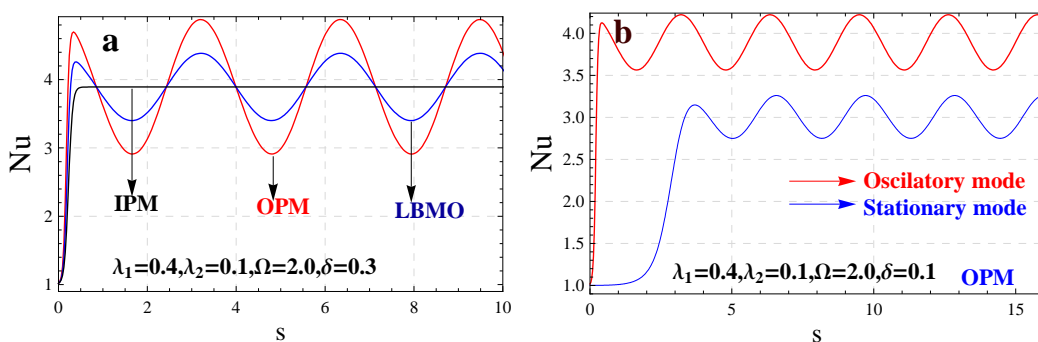 a
Nu
4
3
2
1
IPM
OPM
LBMO
λ₁=0.4,λ₂=0.1,Ω=2.0,δ=0.3
0 2 4 6 8 10
s
b
Nu
4.0
3.5
3.0
2.5
2.0
1.5
1.0
Oscilatory mode
Stationary mode
λ₁=0.4,λ₂=0.1,Ω=2.0,δ=0.1
OPM
0 5 10 15
s